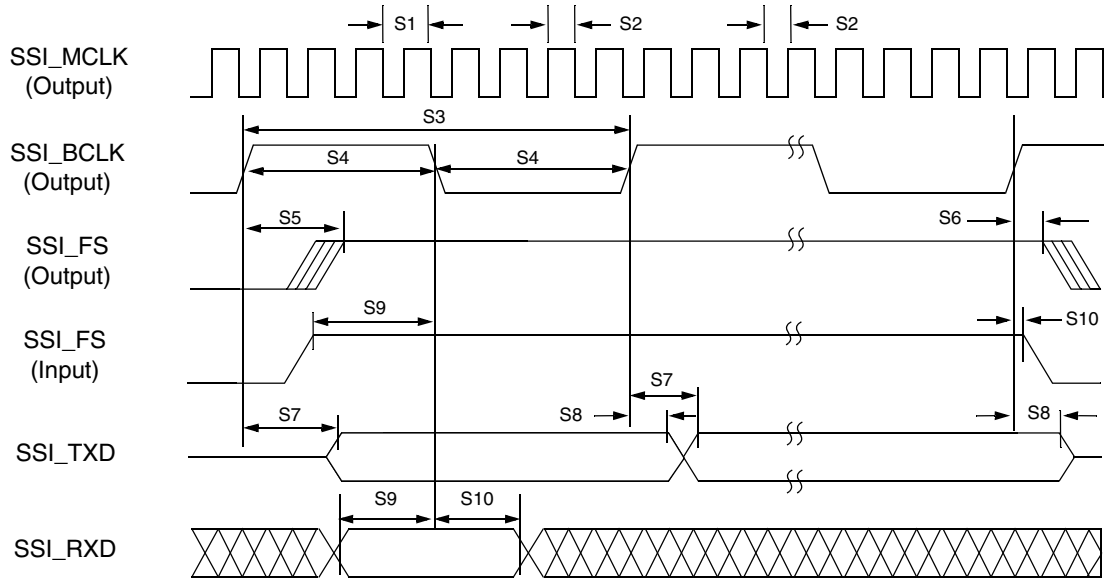 S1
S2
S2
SSI_MCLK
(Output)
S3
SSI_BCLK
(Output)
S4
S4
S5
S6
SSI_FS
(Output)
S9
S10
SSI_FS
(Input)
S7
S7
S8
S8
SSI_TXD
S9
S10
SSI_RXD